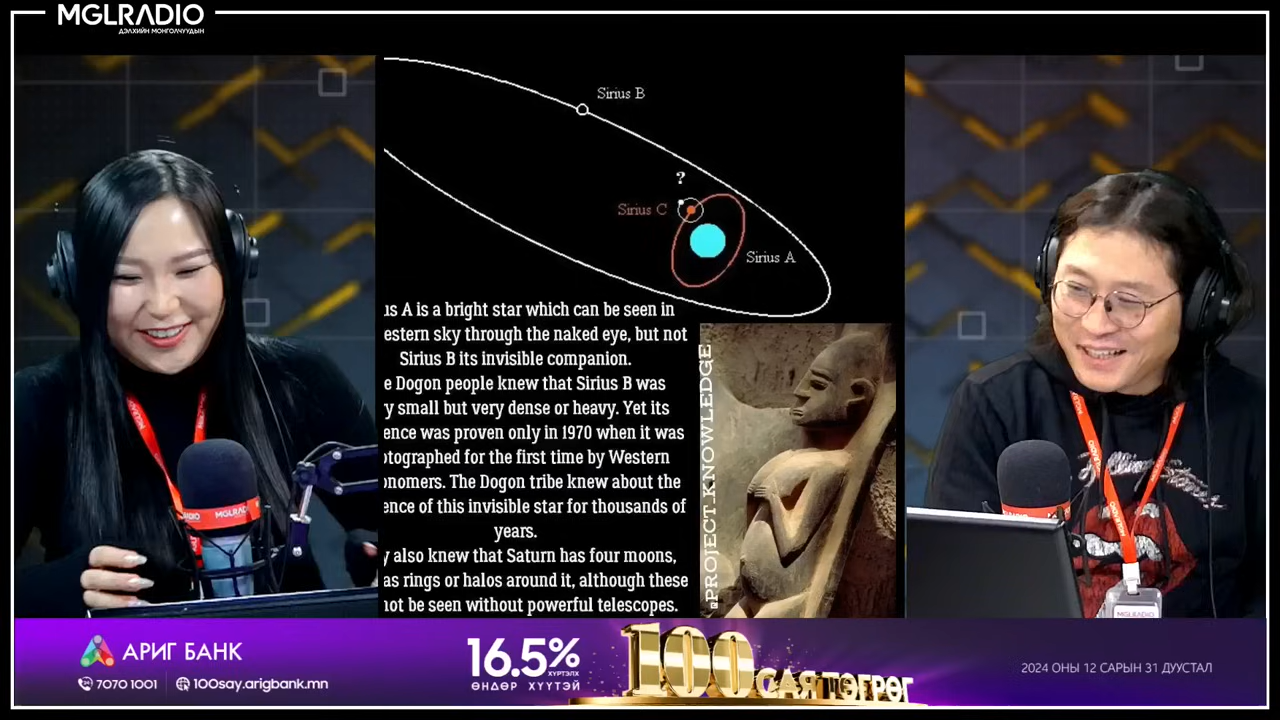 MGLRADIO
ДЭЛХИЙН МОНГОЛЧУУДЫН
Sirius B
?
Sirius C
Sirius A
us A is a bright star which can be seen in
estern sky through the naked eye, but not
Sirius B its invisible companion.
e Dogon people knew that Sirius B was
y small but very dense or heavy. Yet its
ence was proven only in 1970 when it was
otographed for the first time by Western
onomers. The Dogon tribe knew about the
ence of this invisible star for thousands of
years.
y also knew that Saturn has four moons,
as rings or halos around it, although these
not be seen without powerful telescopes.
@PROJECT.KNOWLEDGE
MGLRADIO
MGLRADIO
АРИГ БАНК
7070 1001
100say.arigbank.mn
16.5%
ХҮРТЭЛХ
ӨНДӨР ХҮҮТЭЙ
100 САЯ ТӨГРӨГ
2024 ОНЫ 12 САРЫН 31 ДУУСТАЛ